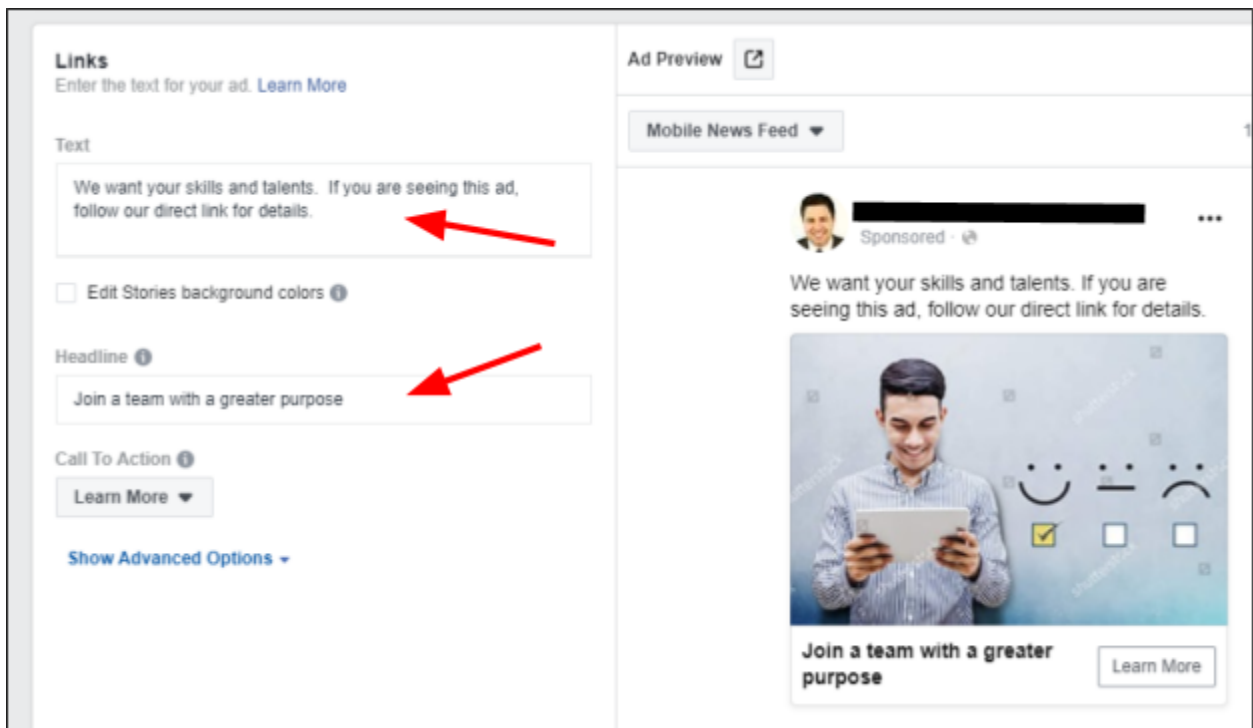 Links
Enter the text for your ad. Learn More
Text
We want your skills and talents.  If you are seeing this ad,
follow our direct link for details.
Edit Stories background colors
Headline
Join a team with a greater purpose
Call To Action
Learn More
Show Advanced Options
Ad Preview
Mobile News Feed
1
Sponsored ·
We want your skills and talents. If you are
seeing this ad, follow our direct link for details.
Join a team with a greater
purpose
Learn More